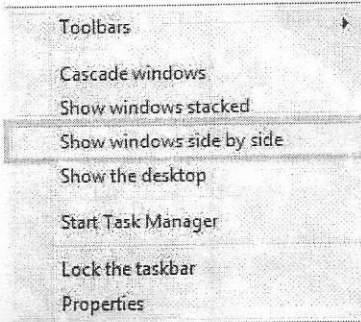 Toolbars
Cascade windows
Show windows stacked
Show windows side by side
Show the desktop
Start Task Manager
Lock the taskbar
Properties